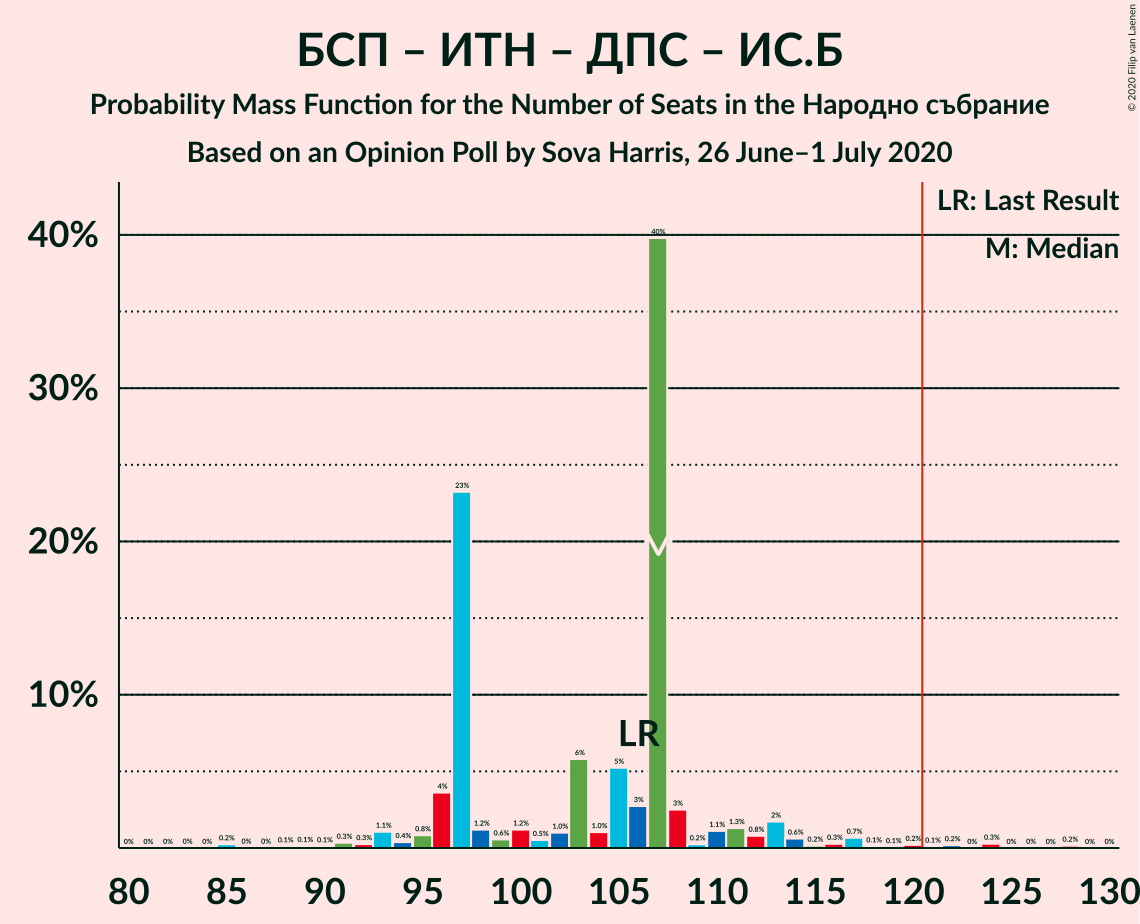 БСП – ИТН – ДПС – ИС.Б
Probability Mass Function for the Number of Seats in the Народно събрание
Based on an Opinion Poll by Sova Harris, 26 June–1 July 2020
© 2020 Filip van Laenen
LR: Last Result
M: Median
40%
30%
20%
10%
0% 0% 0% 0% 0% 0.2% 0% 0% 0.1% 0.1% 0.1% 0.3% 0.3% 1.1% 0.4% 0.8% 4% 23% 1.2% 0.6% 1.2% 0.5% 1.0% 6% 1.0% 5% 3% 40% 3% 0.2% 1.1% 1.3% 0.8% 2% 0.6% 0.2% 0.3% 0.7% 0.1% 0.1% 0.2% 0.1% 0.2% 0% 0.3% 0% 0% 0% 0.2% 0% 0%
LR
M
80 85 90 95 100 105 110 115 120 125 130